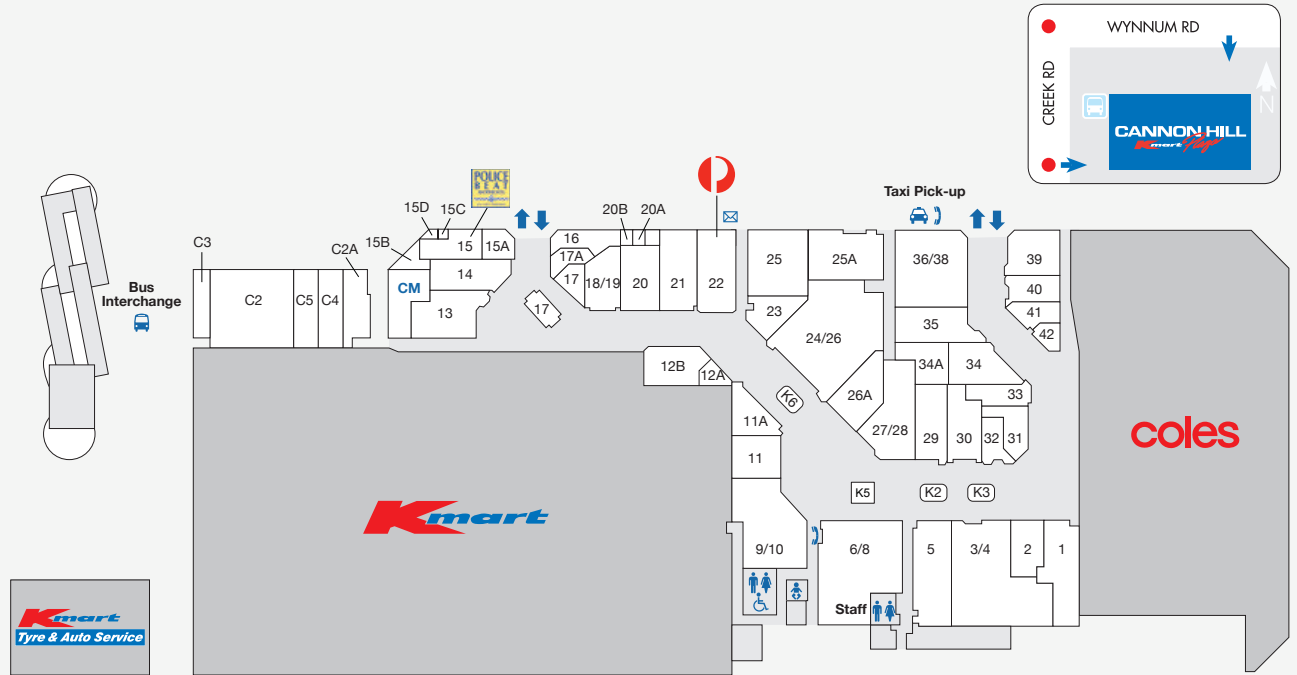 WYNNUM RD
CREEK RD
N
CANNON HILL
Kmart Plaza
POLICE
BEAT
Taxi Pick-up
Bus
Interchange
C3
C2
C5
C4
C2A
15B
15D
15C
15
15A
14
CM
13
17
16
17A
17
18/19
20B
20A
20
21
22
25
25A
23
24/26
26A
27/28
36/38
35
34A
34
33
29
30
32
31
39
40
41
42
12B
12A
11A
11
9/10
K6
K5
K2
K3
6/8
Staff
5
3/4
2
1
Kmart
coles
Kmart
Tyre & Auto Service